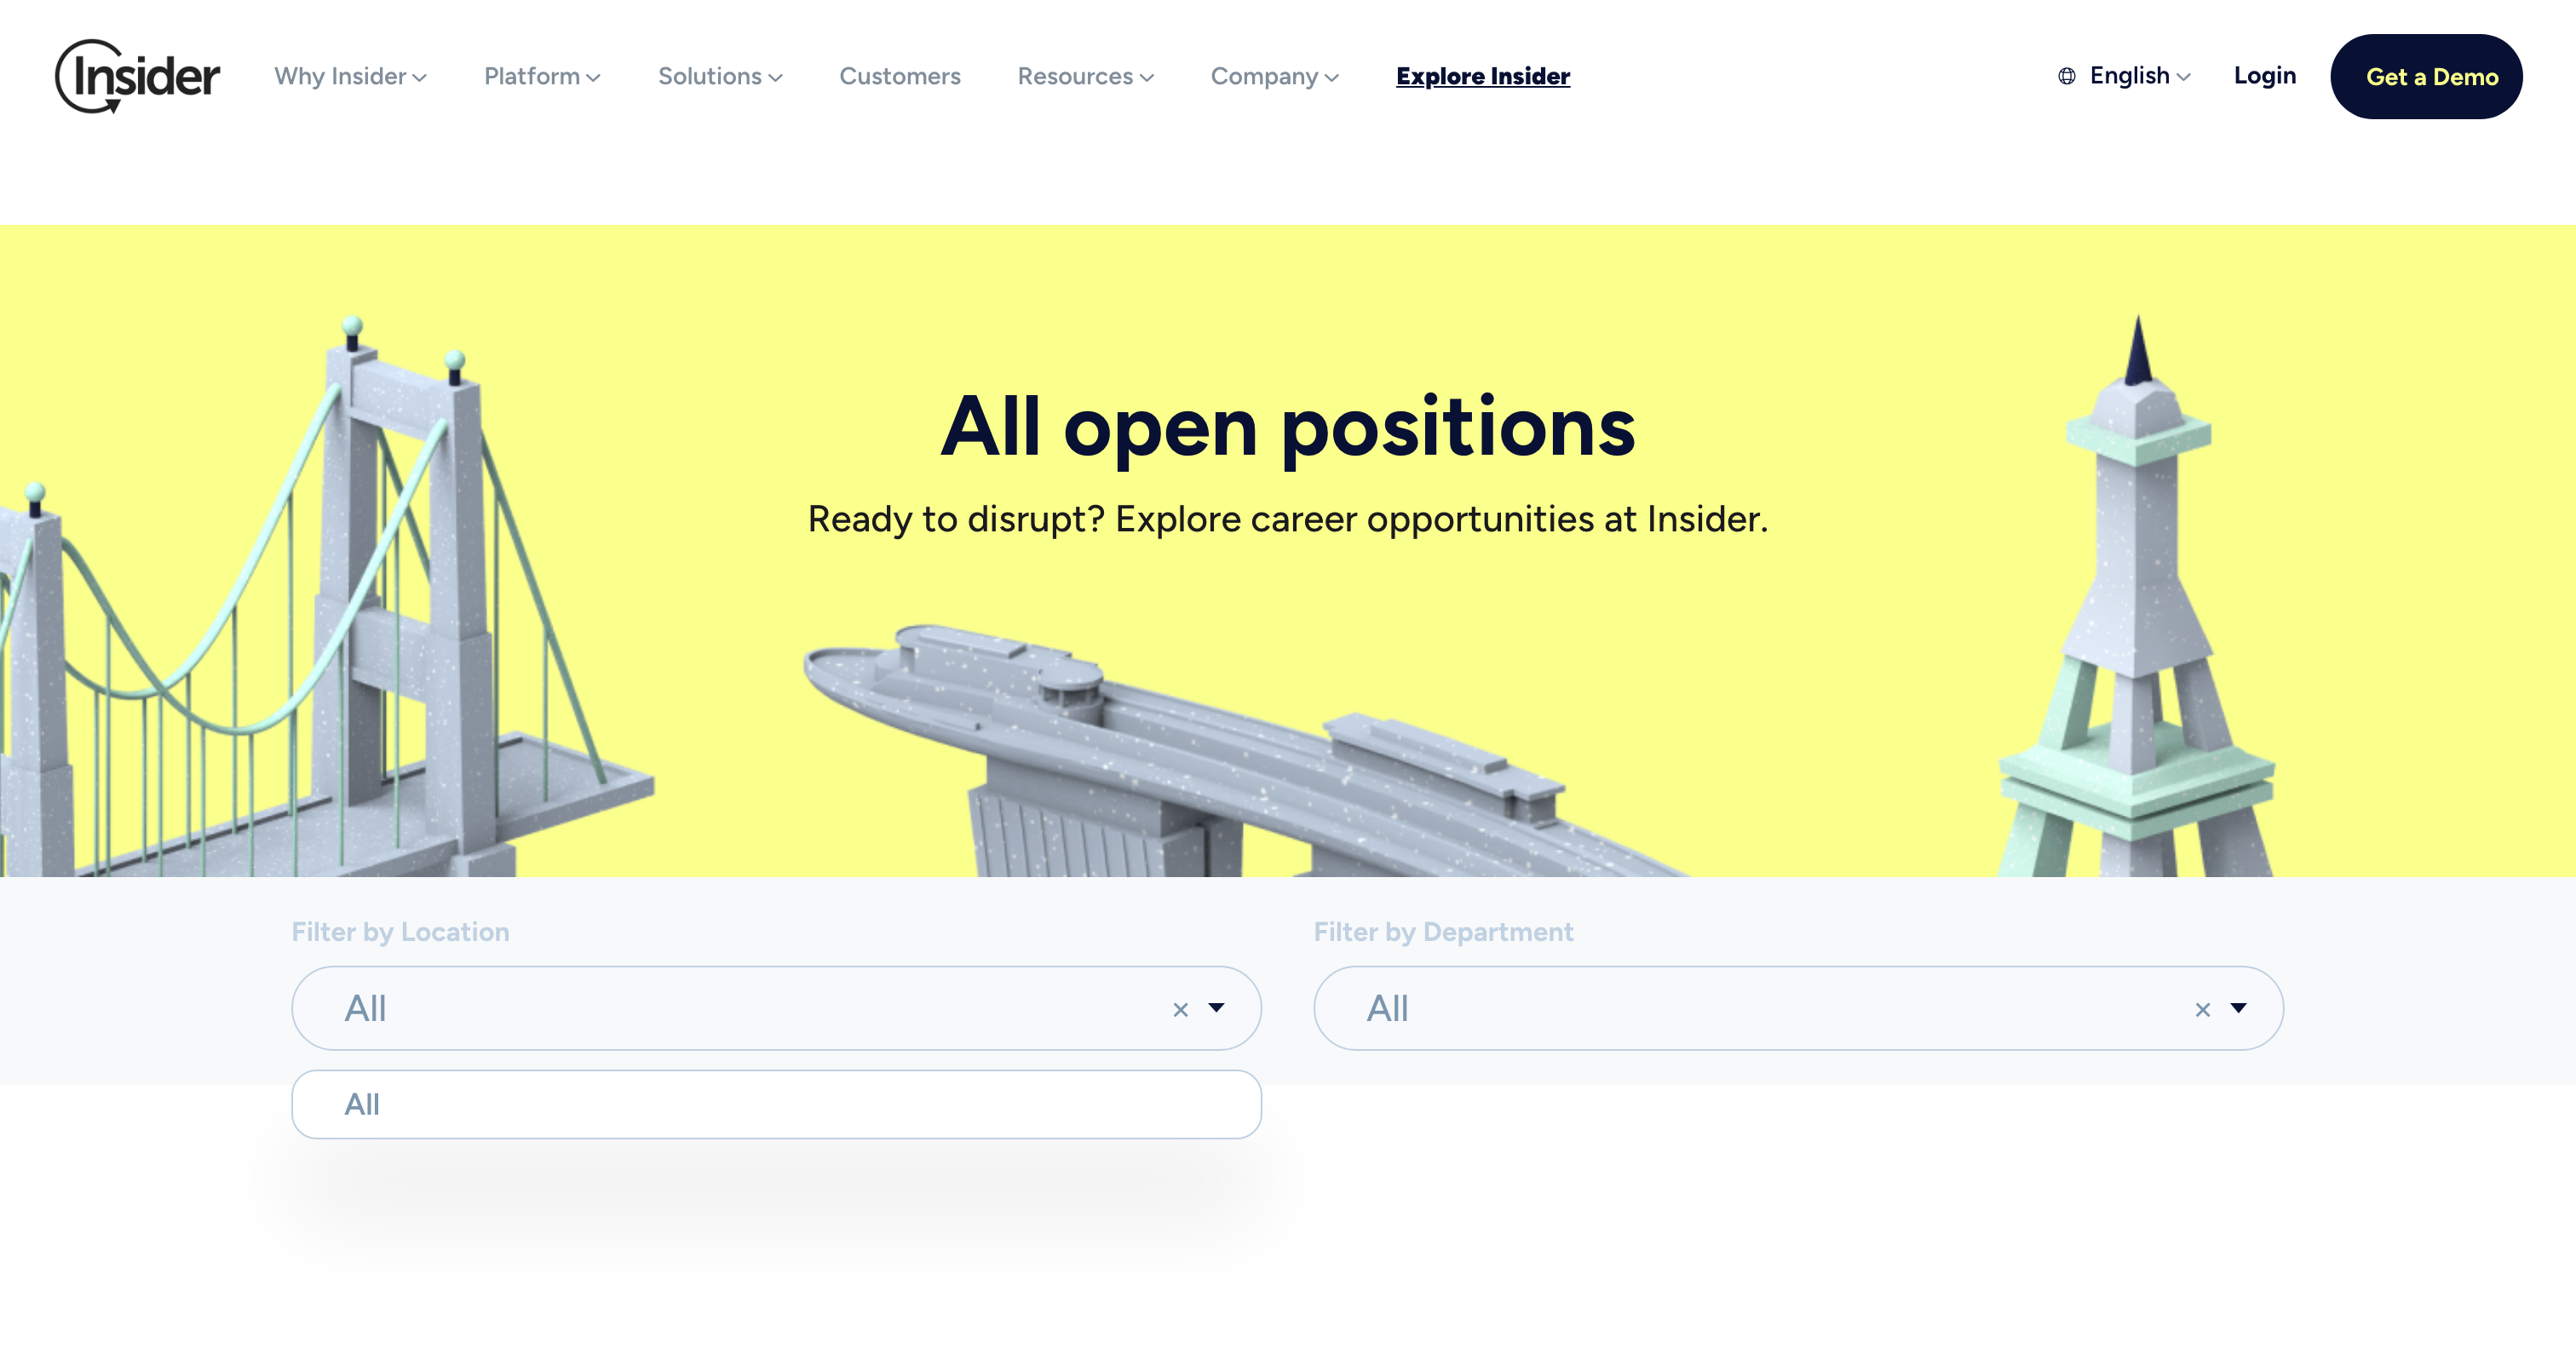 Insider
Why Insider
Platform
Solutions
Customers
Resources
Company
Explore Insider
English
Login
Get a Demo
All open positions
Ready to disrupt? Explore career opportunities at Insider.
Filter by Location
Filter by Department
All
×
All
×
All